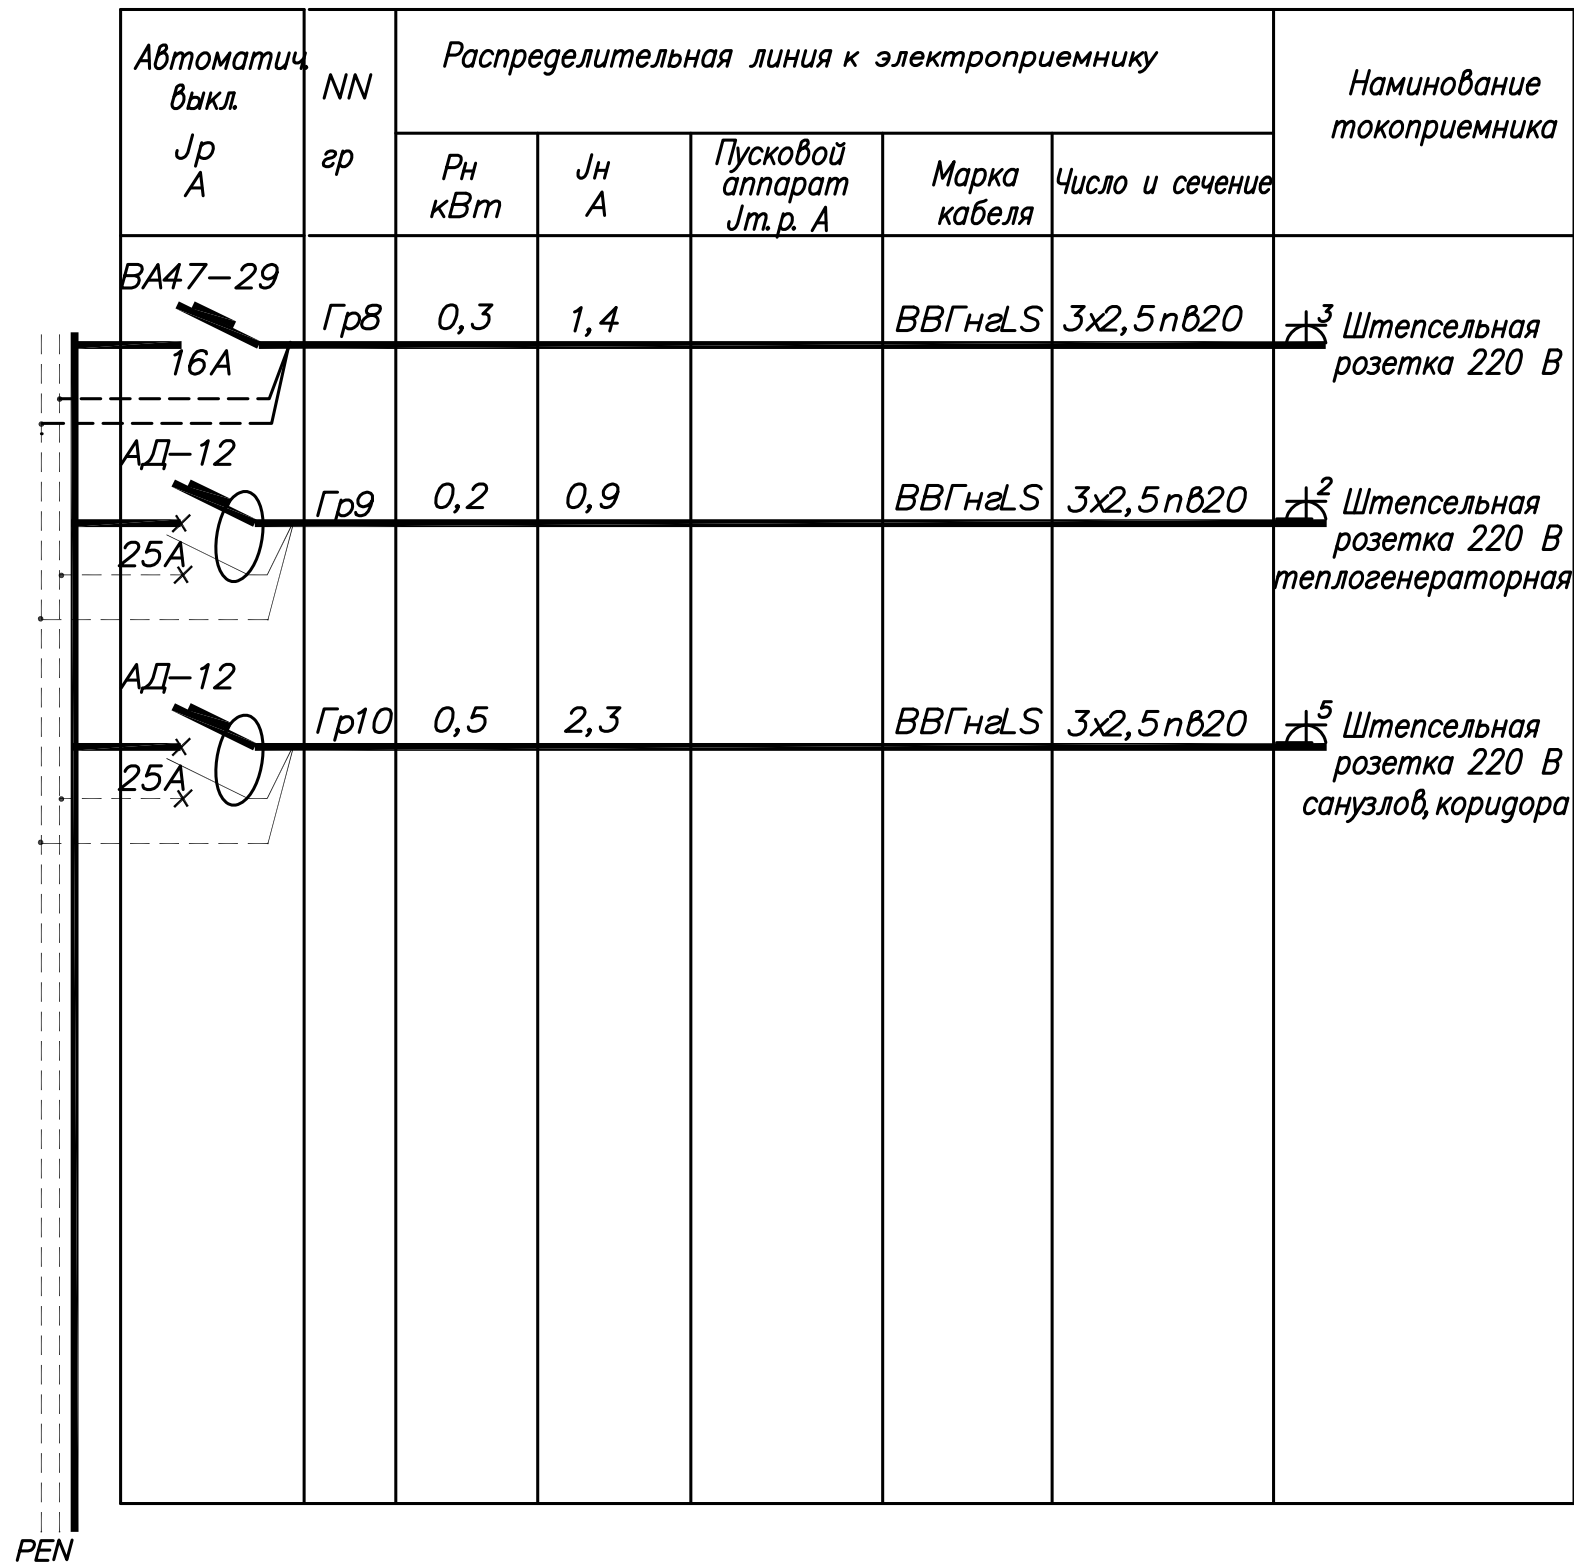 Автоматич.
выкл.
Jр
А
NN
гр
Распределительная линия к электроприемнику
Рн
кВт
Jн
А
Пусковой
аппарат
Jт.р. А
Марка
кабеля
Число и сечение
Наминование
токоприемника
ВА47-29
16А
Гр8
0,3
1,4
ВВГнгLS
3х2,5пв20
3
Штепсельная
розетка 220 В
АД-12
25А
Гр9
0,2
0,9
ВВГнгLS
3х2,5пв20
2
Штепсельная
розетка 220 В
теплогенераторная
АД-12
25А
Гр10
0,5
2,3
ВВГнгLS
3х2,5пв20
5
Штепсельная
розетка 220 В
санузлов, коридора
PEN